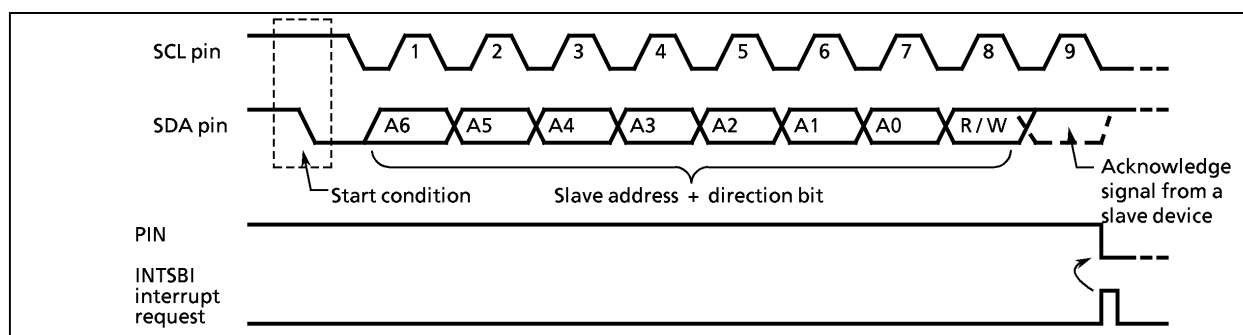 SCL pin
1 2 3 4 5 6 7 8 9
SDA pin
A6 A5 A4 A3 A2 A1 A0 R / W
Start condition
Slave address + direction bit
Acknowledge
signal from a
slave device
PIN
INTSBI
interrupt
request